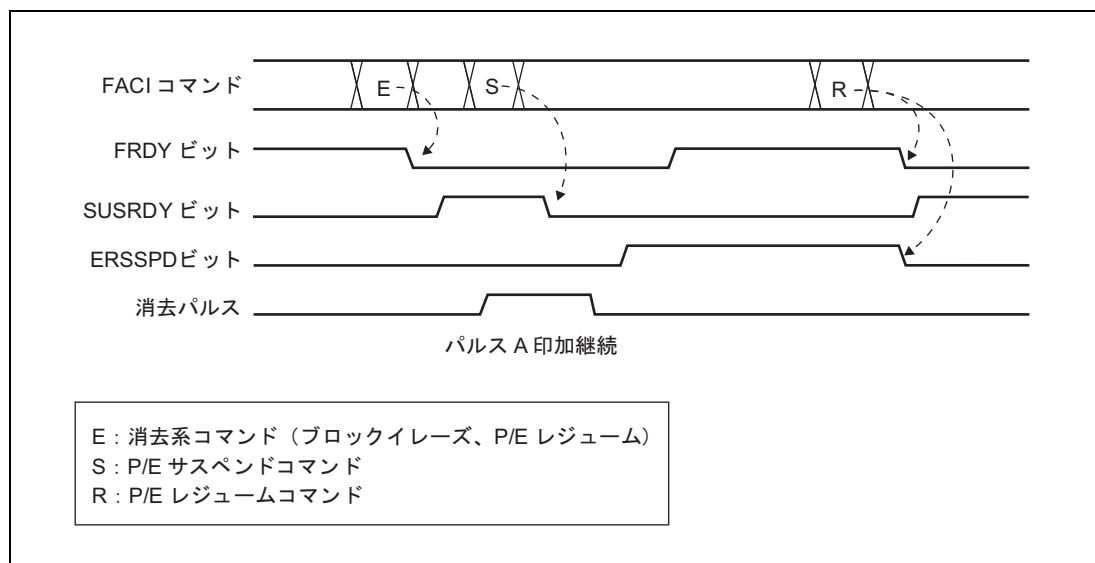 FACI コマンド
E
S
R
FRDY ビット
SUSRDY ビット
ERSSPDビット
消去パルス
パルス A 印加継続
E : 消去系コマンド（ブロックイレーズ、P/E レジューム）
S : P/E サスペンドコマンド
R : P/E レジュームコマンド